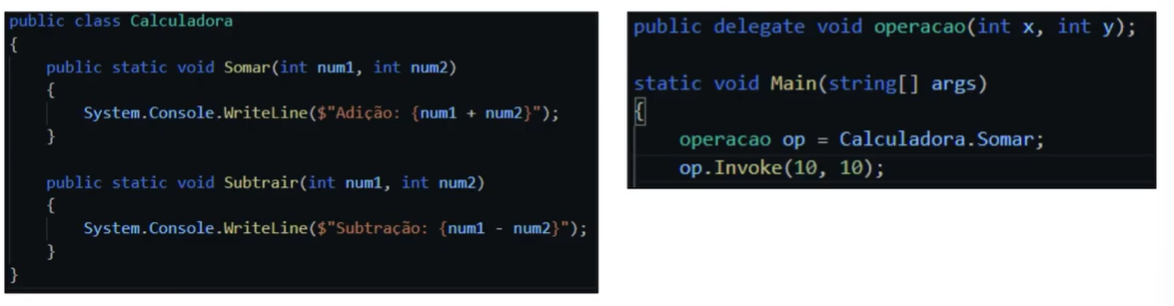 public class Calculadora
{
    public static void Somar(int num1, int num2)
    {
        System.Console.WriteLine($"Adição: {num1 + num2}");
    }

    public static void Subtrair(int num1, int num2)
    {
        System.Console.WriteLine($"Subtração: {num1 - num2}");
    }
}
public delegate void operacao(int x, int y);

static void Main(string[] args)
{
    operacao op = Calculadora.Somar;
    op.Invoke(10, 10);